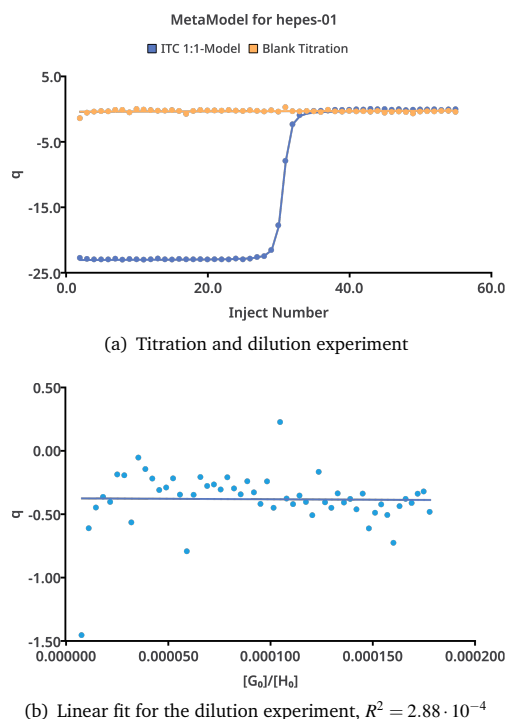 MetaModel for hepes-01
ITC 1:1-Model Blank Titration
5.0
-5.0
-15.0
-25.0
q
0.0 20.0 40.0 60.0
Inject Number
(a) Titration and dilution experiment
0.50
0.00
-0.50
-1.00
-1.50
q
0.000000 0.000050 0.000100 0.000150 0.000200
[G₀]/[H₀]
(b) Linear fit for the dilution experiment, R² = 2.88 · 10⁻⁴